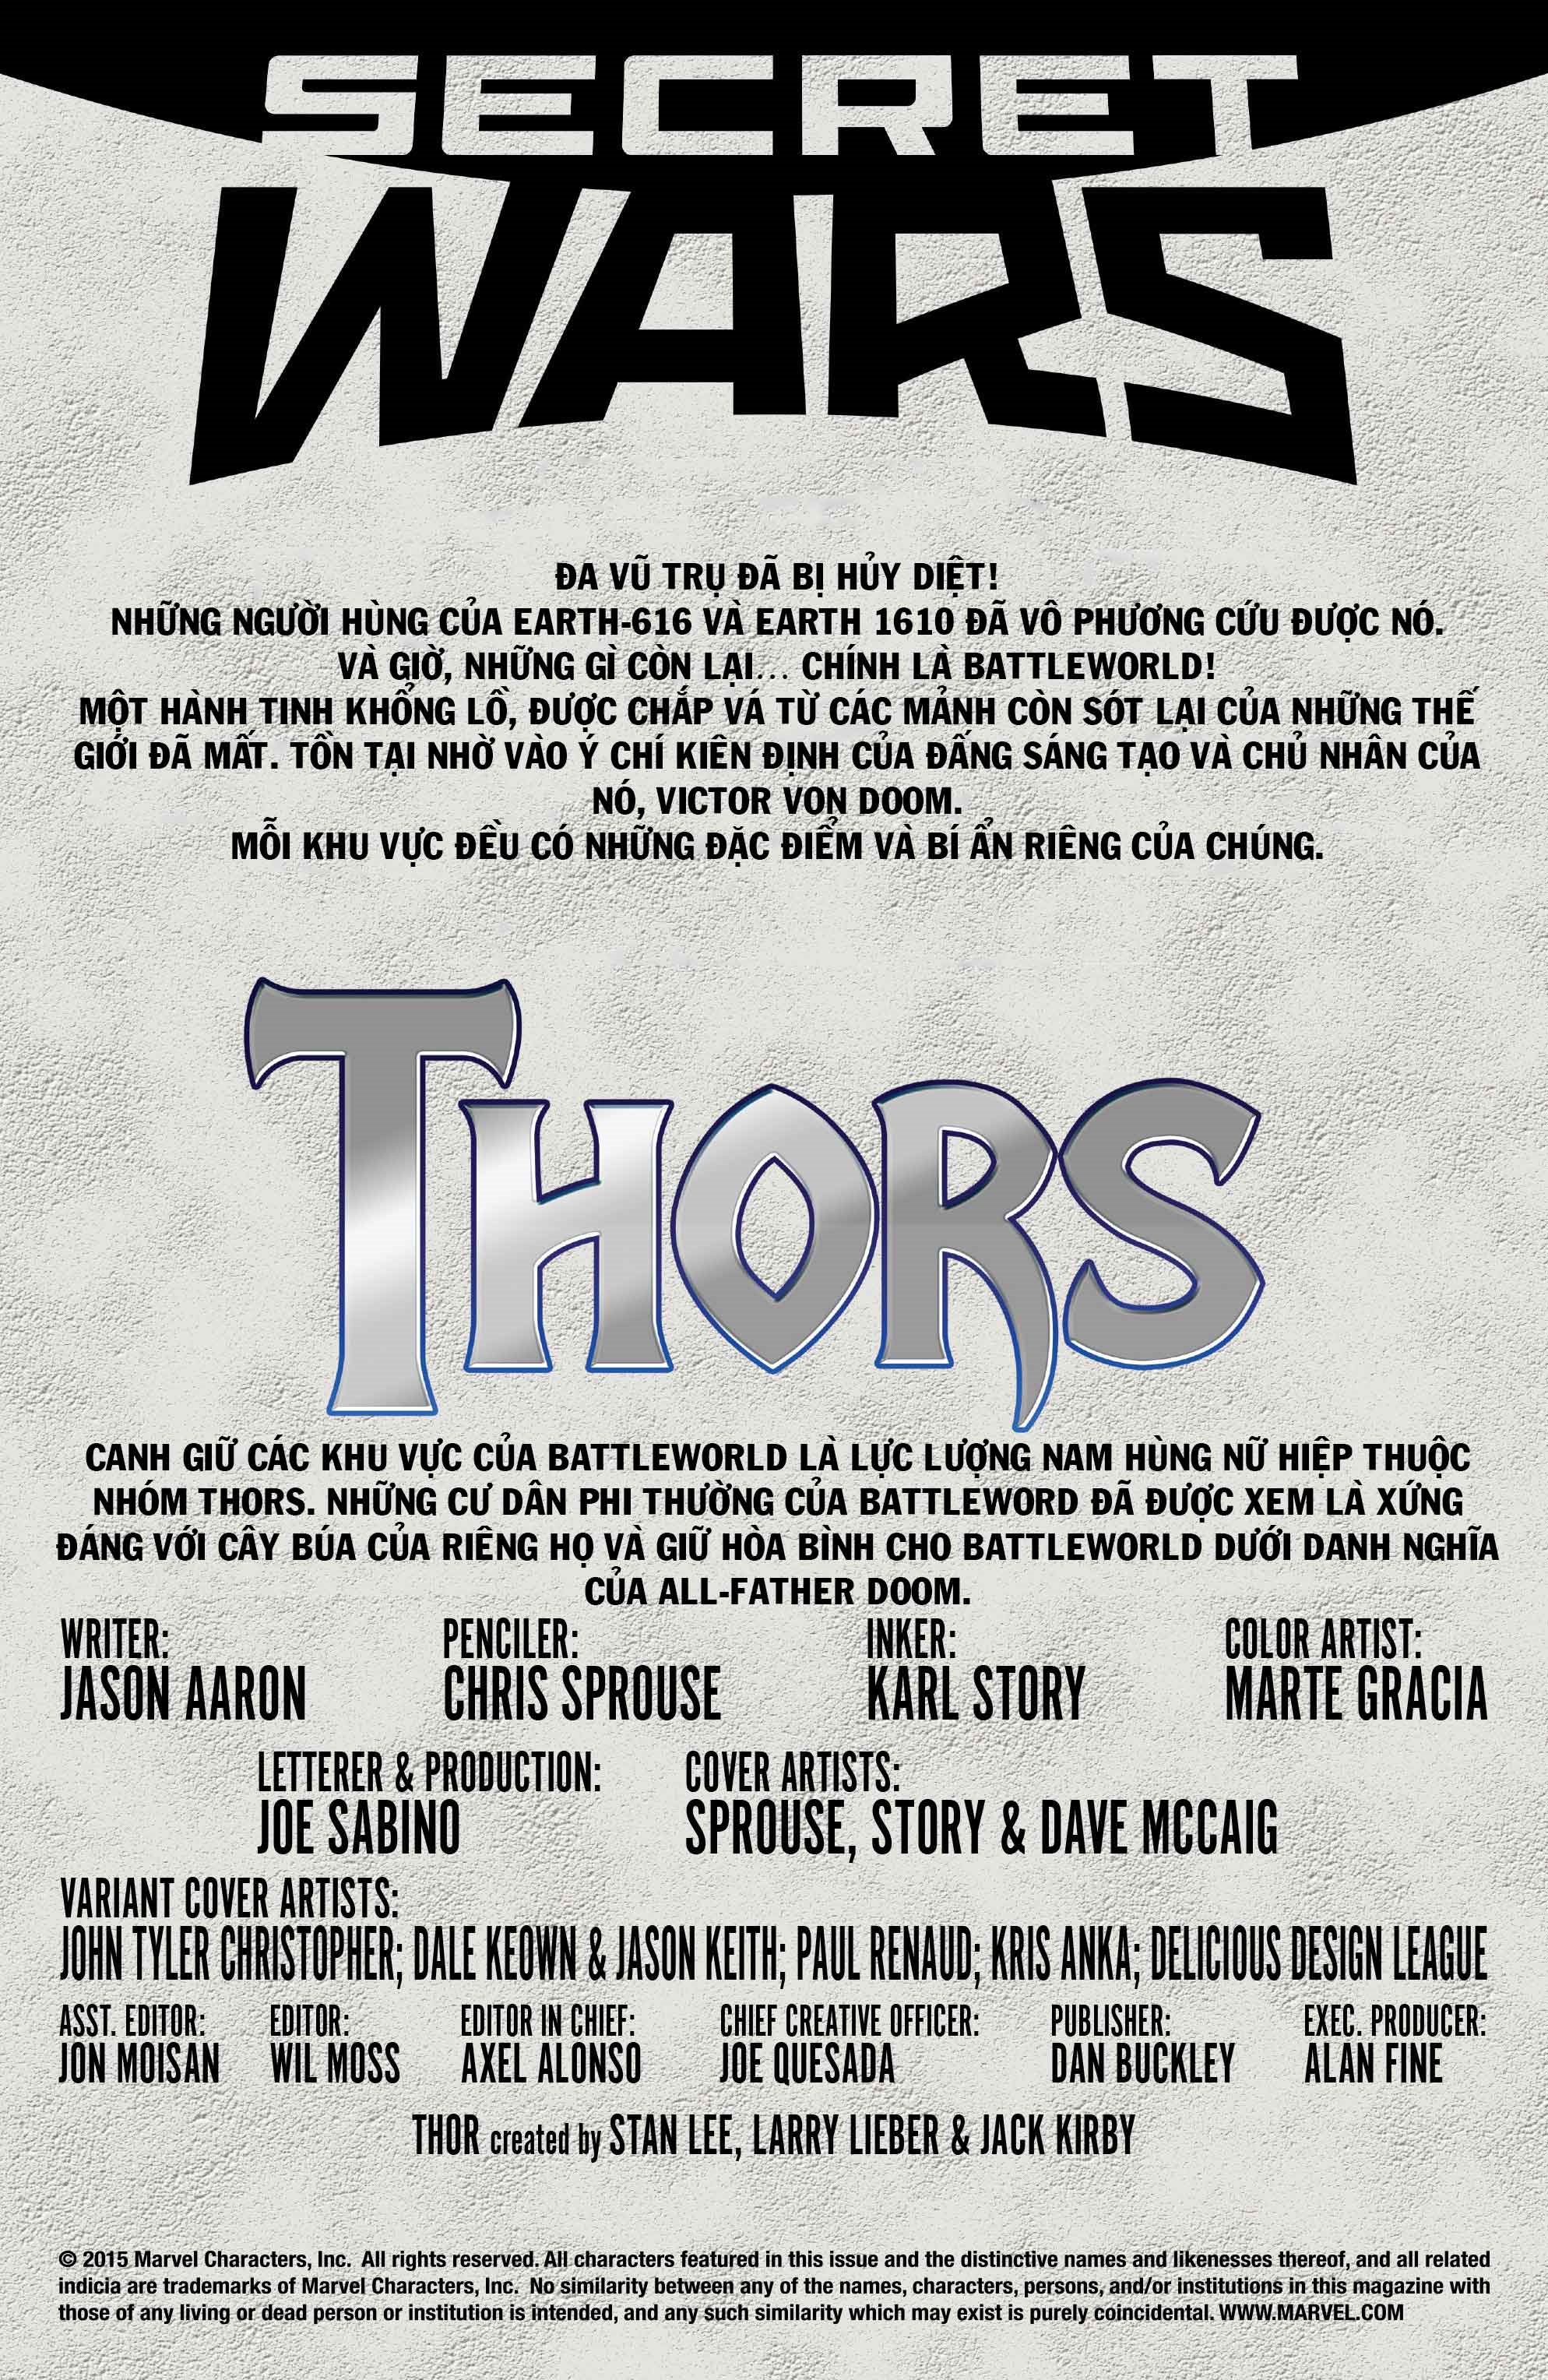 SECRET
WARS
ĐA VŨ TRỤ ĐÃ BỊ HỦY DIỆT!
NHỮNG NGƯỜI HÙNG CỦA EARTH-616 VÀ EARTH 1610 ĐÃ VÔ PHƯƠNG CỨU ĐƯỢC NÓ.
VÀ GIỜ, NHỮNG GÌ CÒN LẠI... CHÍNH LÀ BATTLEWORLD!
MỘT HÀNH TINH KHỔNG LỒ, ĐƯỢC CHẮP VÁ TỪ CÁC MẢNH CÒN SÓT LẠI CỦA NHỮNG THẾ
GIỚI ĐÃ MẤT. TỒN TẠI NHỜ VÀO Ý CHÍ KIÊN ĐỊNH CỦA ĐẤNG SÁNG TẠO VÀ CHỦ NHÂN CỦA
NÓ, VICTOR VON DOOM.
MỖI KHU VỰC ĐỀU CÓ NHỮNG ĐẶC ĐIỂM VÀ BÍ ẨN RIÊNG CỦA CHÚNG.
THORS
CANH GIỮ CÁC KHU VỰC CỦA BATTLEWORLD LÀ LỰC LƯỢNG NAM HÙNG NỮ HIỆP THUỘC
NHÓM THORS. NHỮNG CƯ DÂN PHI THƯỜNG CỦA BATTLEWORD ĐÃ ĐƯỢC XEM LÀ XỨNG
ĐÁNG VỚI CÂY BÚA CỦA RIÊNG HỌ VÀ GIỮ HÒA BÌNH CHO BATTLEWORLD DƯỚI DANH NGHĨA
CỦA ALL-FATHER DOOM.
WRITER: PENCILER: INKER: COLOR ARTIST:
JASON AARON CHRIS SPROUSE KARL STORY MARTE GRACIA
LETTERER & PRODUCTION: COVER ARTISTS:
JOE SABINO SPROUSE, STORY & DAVE MCCAIG
VARIANT COVER ARTISTS:
JOHN TYLER CHRISTOPHER; DALE KEOWN & JASON KEITH; PAUL RENAUD; KRIS ANKA; DELICIOUS DESIGN LEAGUE
ASST. EDITOR: EDITOR: EDITOR IN CHIEF: CHIEF CREATIVE OFFICER: PUBLISHER: EXEC. PRODUCER:
JON MOISAN WIL MOSS AXEL ALONSO JOE QUESADA DAN BUCKLEY ALAN FINE
THOR created by STAN LEE, LARRY LIEBER & JACK KIRBY
© 2015 Marvel Characters, Inc. All rights reserved. All characters featured in this issue and the distinctive names and likenesses thereof, and all related
indicia are trademarks of Marvel Characters, Inc. No similarity between any of the names, characters, persons, and/or institutions in this magazine with
those of any living or dead person or institution is intended, and any such similarity which may exist is purely coincidental. WWW.MARVEL.COM